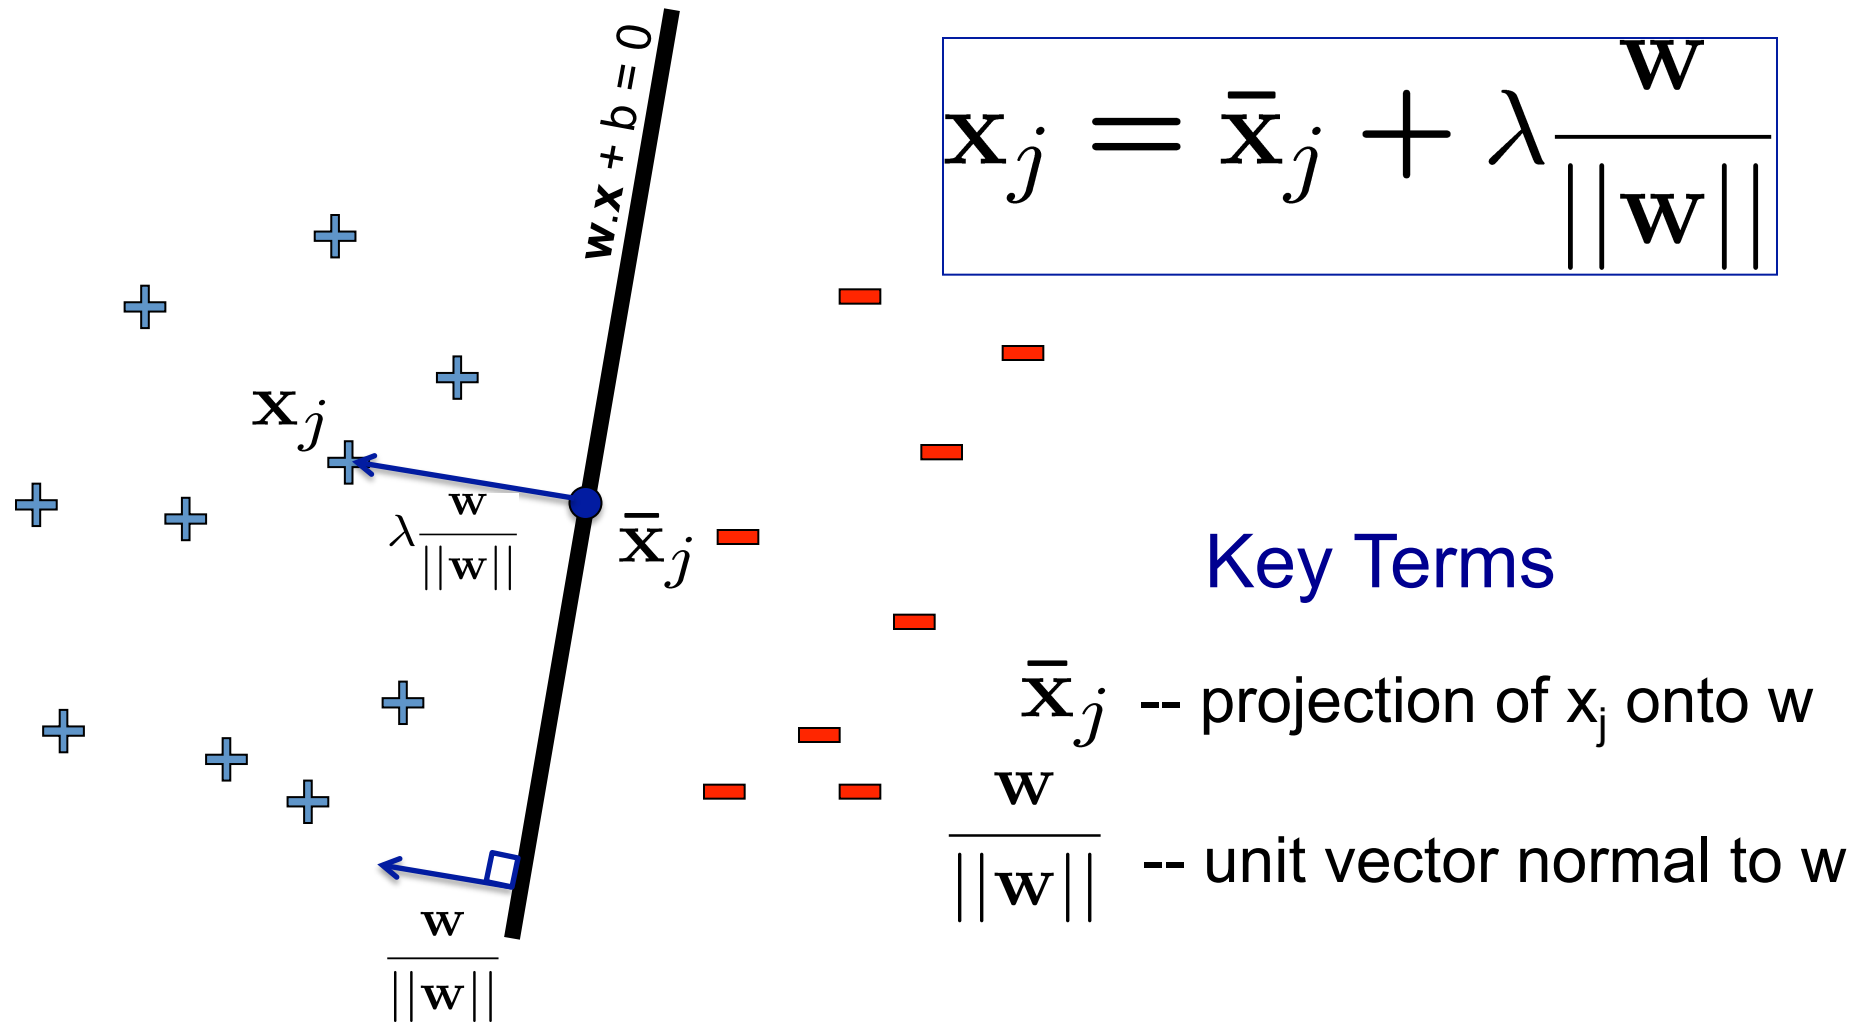 w.x + b = 0
x_j = x̄_j + λ w / ||w||
x_j
λ w / ||w||
x̄_j
Key Terms
x̄_j -- projection of x_j onto w
w / ||w|| -- unit vector normal to w
w / ||w||